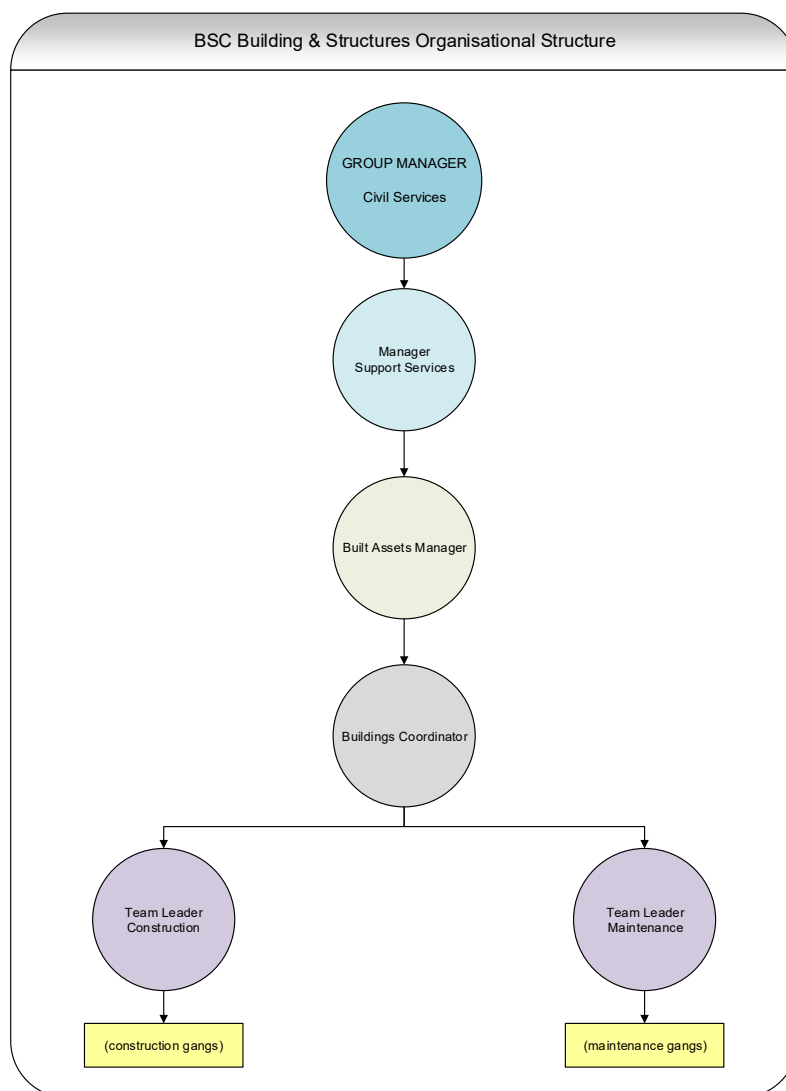 BSC Building & Structures Organisational Structure
GROUP MANAGER
Civil Services
Manager
Support Services
Built Assets Manager
Buildings Coordinator
Team Leader
Construction
Team Leader
Maintenance
(construction gangs)
(maintenance gangs)